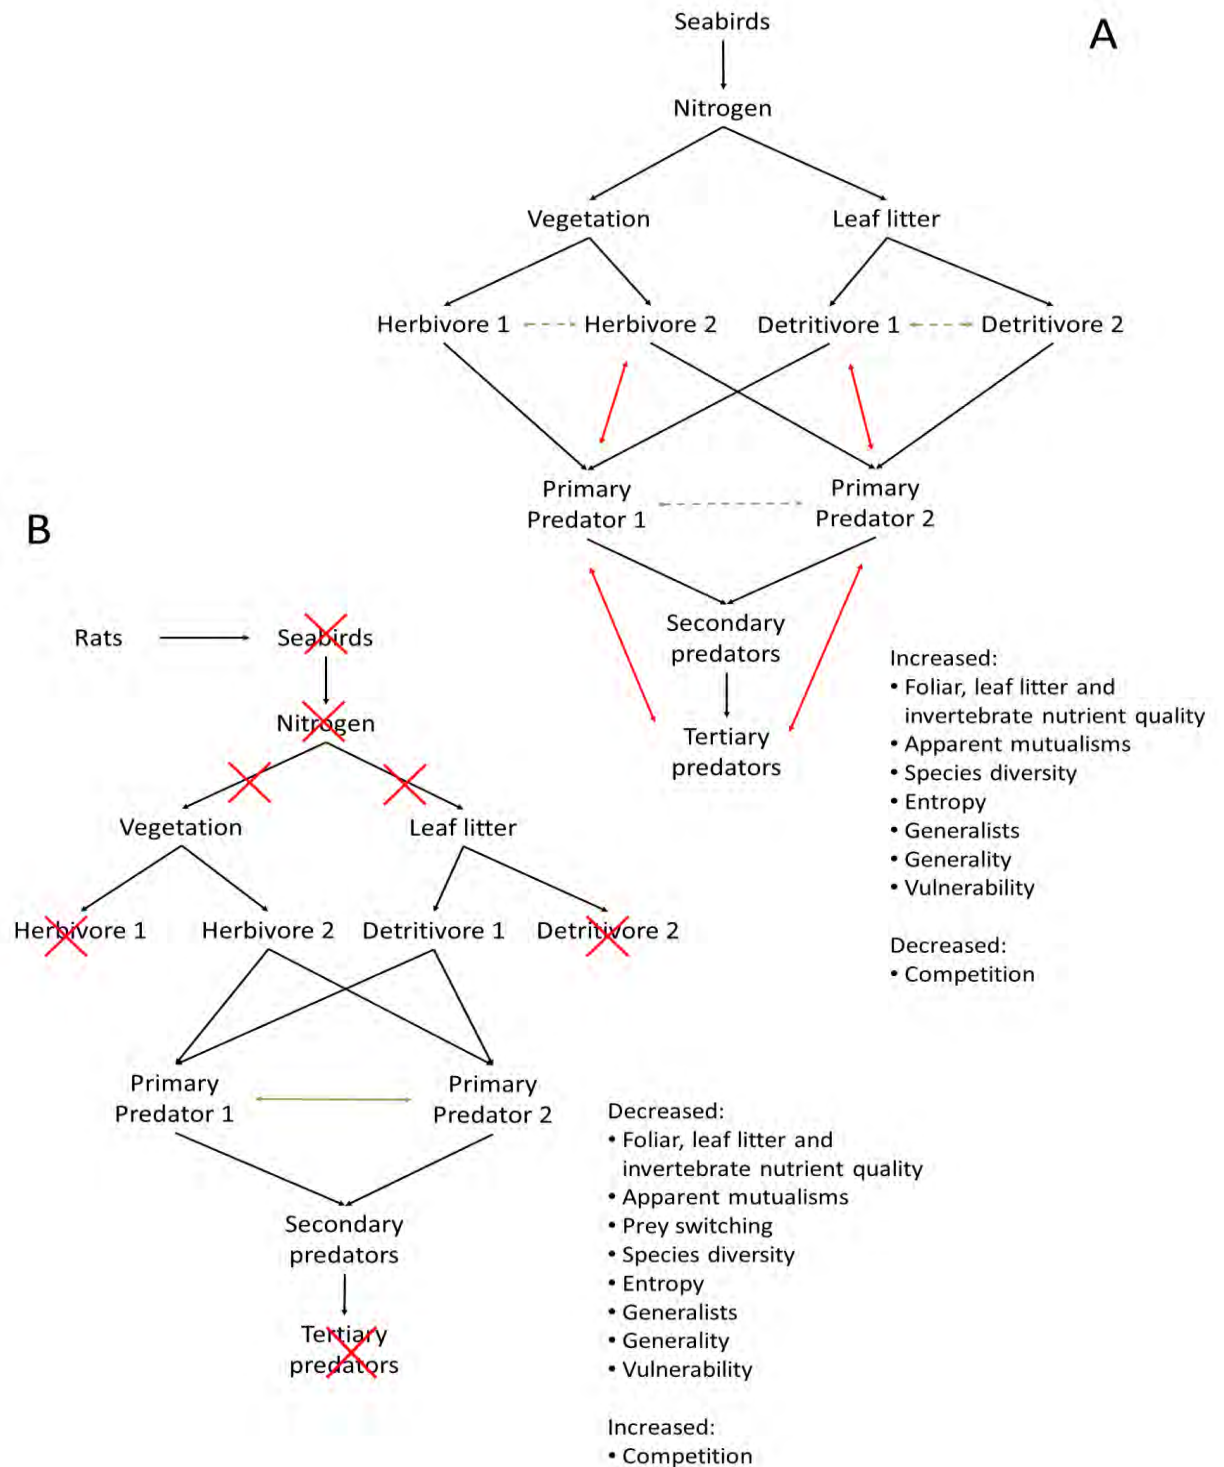 A
Seabirds
Nitrogen
Vegetation
Leaf litter
Herbivore 1
Herbivore 2
Detritivore 1
Detritivore 2
Primary
Predator 1
Primary
Predator 2
Secondary
predators
Tertiary
predators
Increased:
• Foliar, leaf litter and
invertebrate nutrient quality
• Apparent mutualisms
• Species diversity
• Entropy
• Generalists
• Generality
• Vulnerability
Decreased:
• Competition
B
Rats
Seabirds
Nitrogen
Vegetation
Leaf litter
Herbivore 1
Herbivore 2
Detritivore 1
Detritivore 2
Primary
Predator 1
Primary
Predator 2
Secondary
predators
Tertiary
predators
Decreased:
• Foliar, leaf litter and
invertebrate nutrient quality
• Apparent mutualisms
• Prey switching
• Species diversity
• Entropy
• Generalists
• Generality
• Vulnerability
Increased:
• Competition